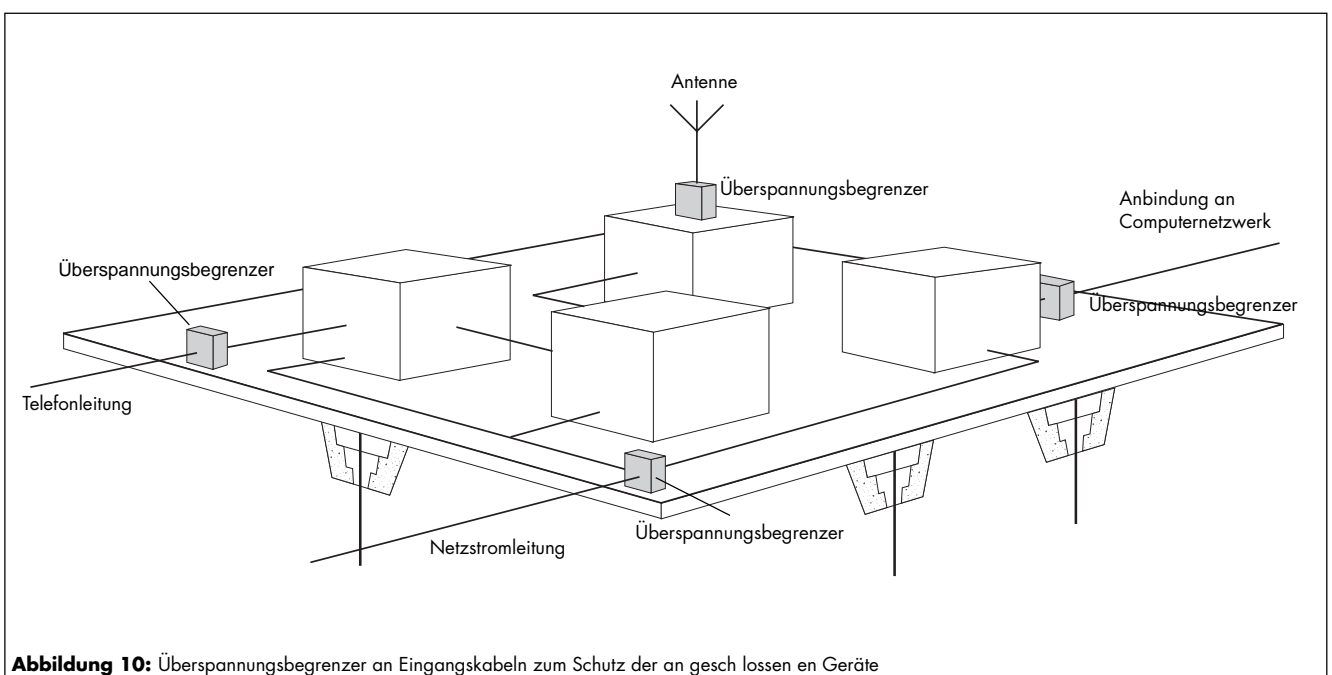 Antenne
Überspannungsbegrenzer
Anbindung an
Computernetzwerk
Überspannungsbegrenzer
Überspannungsbegrenzer
Telefonleitung
Überspannungsbegrenzer
Netzstromleitung
Abbildung 10: Überspannungsbegrenzer an Eingangskabeln zum Schutz der an gesch lossen en Geräte